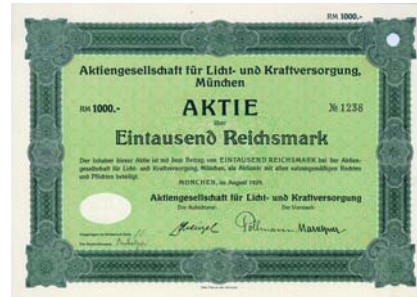 RM 1000.-
Aktiengesellschaft für Licht- und Kraftversorgung,
München
RM 1000.-
AKTIE
№ 1238
über
Eintausend Reichsmark
Der Inhaber dieser Aktie ist mit dem Betrag von EINTAUSEND REICHSMARK bei der Aktien-
gesellschaft für Licht- und Kraftversorgung, München, als Aktionär mit allen satzungsmäßigen Rechten
und Pflichten beteiligt.
MÜNCHEN, im August 1929.
Aktiengesellschaft für Licht- und Kraftversorgung
Der Aufsichtsrat:
Der Vorstand:
Pöllmann